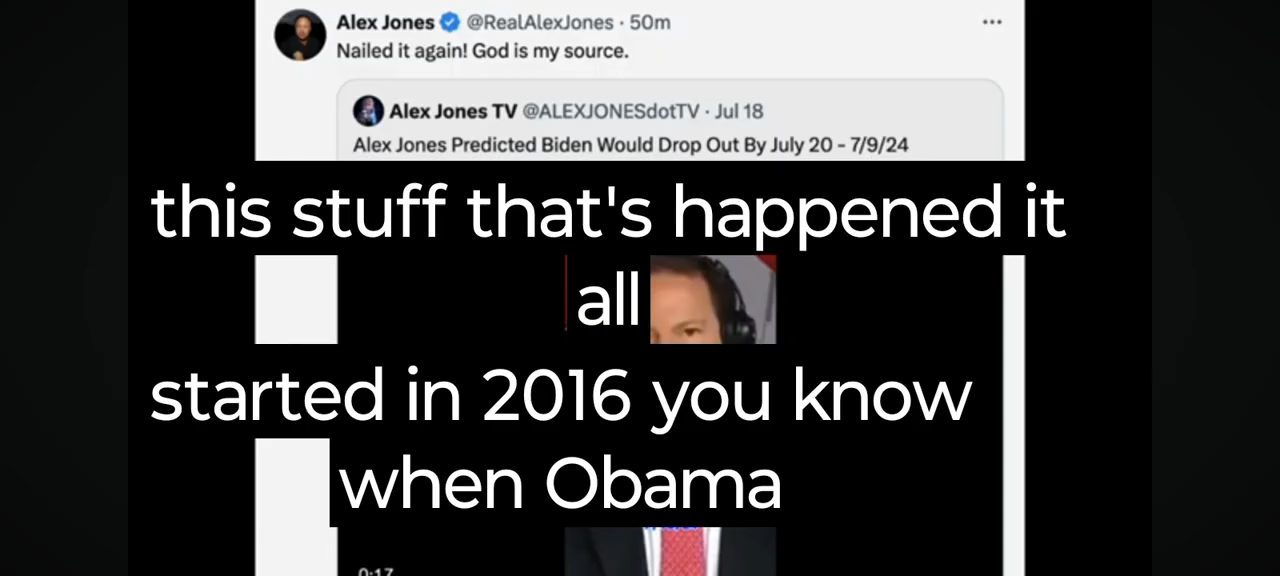 Alex Jones @RealAlexJones · 50m
Nailed it again! God is my source.
Alex Jones TV @ALEXJONESdotTV · Jul 18
Alex Jones Predicted Biden Would Drop Out By July 20 - 7/9/24
this stuff that's happened it
all
started in 2016 you know
when Obama
0:17